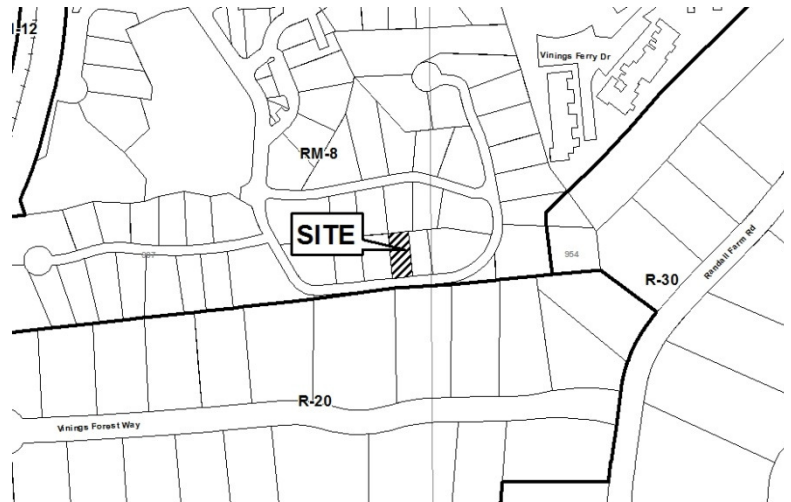 I-12
Vinings Ferry Dr
RM-8
SITE
954
R-30
Randall Farm Rd
R-20
Vinings Forest Way